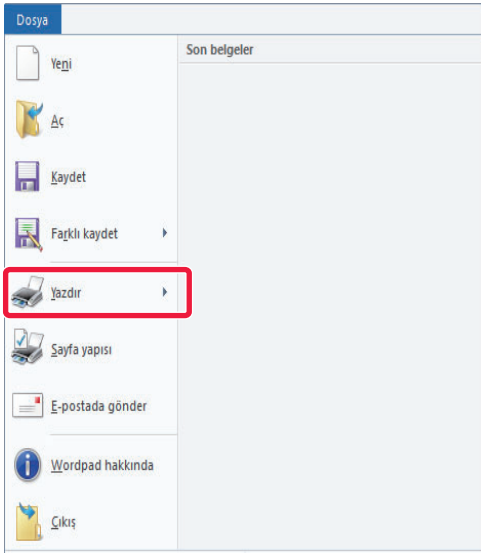 Dosya
Son belgeler
Yeni
Aç
Kaydet
Farklı kaydet
Yazdır
Sayfa yapısı
E-postada gönder
Wordpad hakkında
Çıkış